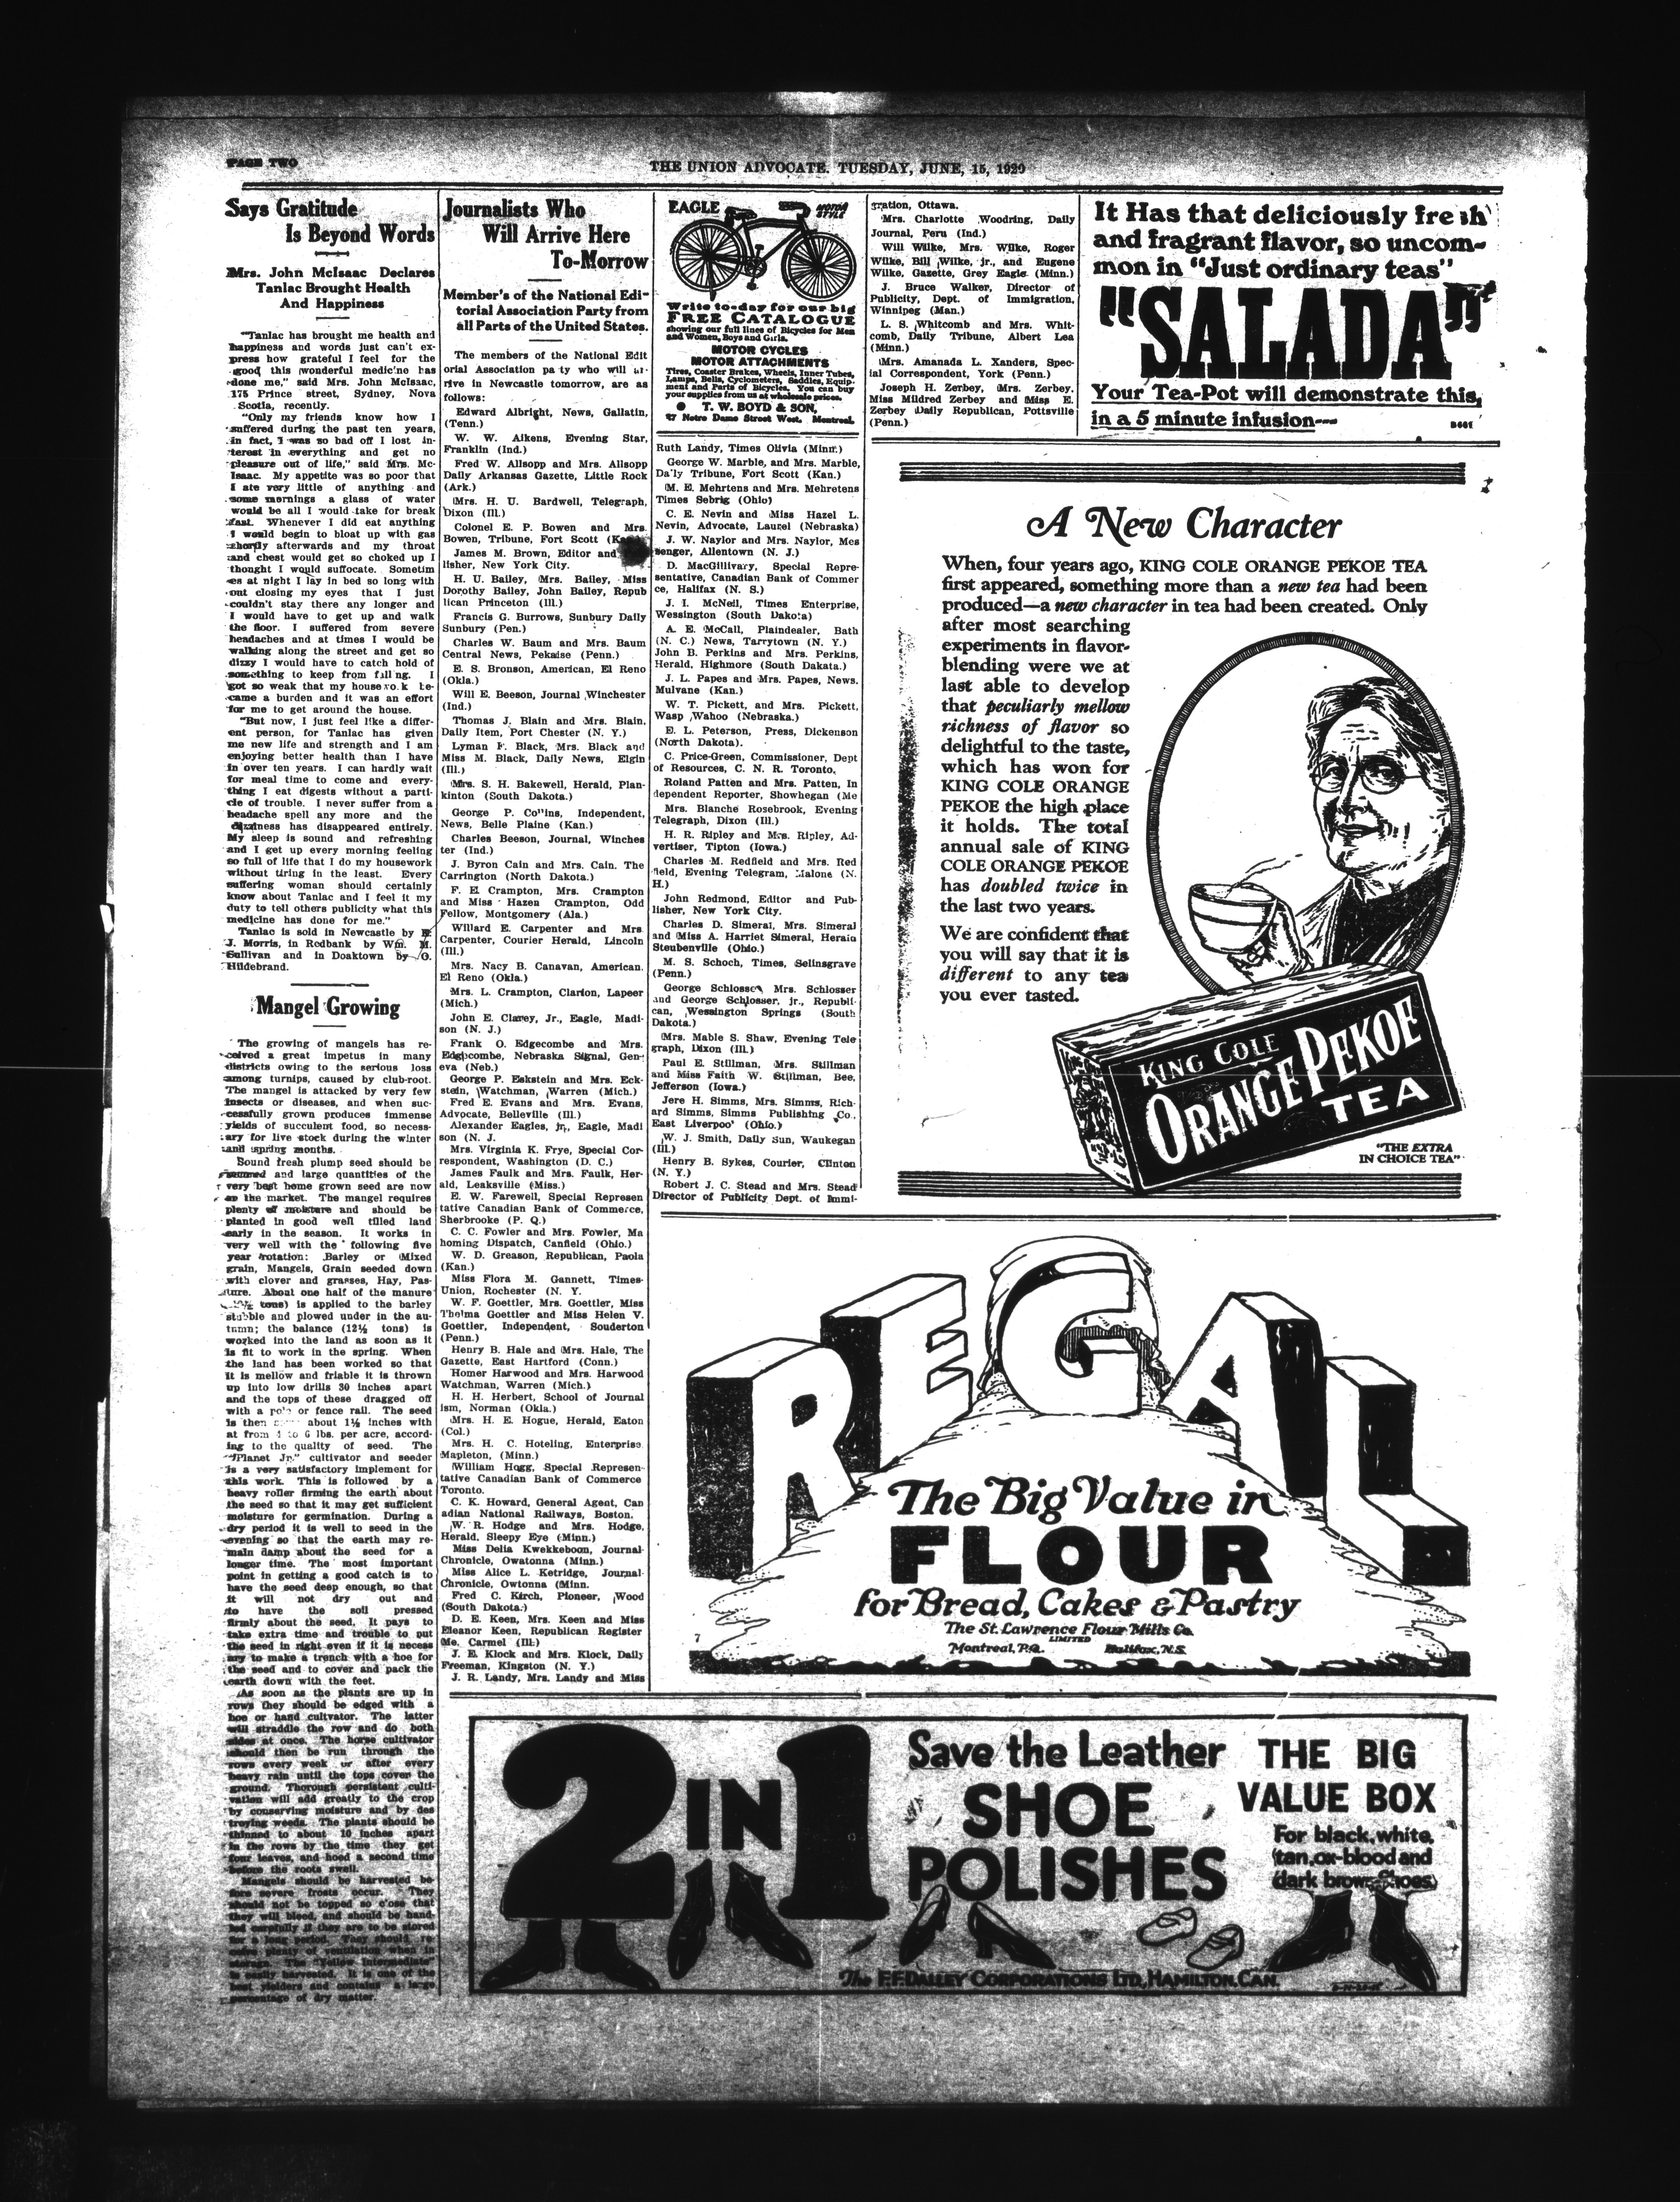 PAGE TWO
THE UNION ADVOCATE. TUESDAY, JUNE, 15, 1920
Says Gratitude
Is Beyond Words
Mrs. John McIsaac Declares
Tanlac Brought Health
And Happiness
"Tanlac has brought me health and
happiness and words just can't ex-
press how grateful I feel for the
good this wonderful medicine has
done me," said Mrs. John McIsaac,
175 Prince street, Sydney, Nova
Scotia, recently.
"Only my friends know how I
suffered during the past ten years,
in fact, I was so bad off I lost in-
terest in everything and get no
pleasure out of life," said Mrs. Mc-
Isaac. My appetite was so poor that
I ate very little of anything and
some mornings a glass of water
would be all I would take for break
fast. Whenever I did eat anything
I would begin to bloat up with gas
shortly afterwards and my throat
and chest would get so choked up I
thought I would suffocate. Sometim
es at night I lay in bed so long with
out closing my eyes that I just
couldn't stay there any longer and
I would have to get up and walk
the floor. I suffered from severe
headaches and at times I would be
walking along the street and get so
dizzy I would have to catch hold of
something to keep from falling. I
got so weak that my housework be-
came a burden and it was an effort
for me to get around the house.
"But now, I just feel like a differ-
ent person, for Tanlac has given
me new life and strength and I am
enjoying better health than I have
in over ten years. I can hardly wait
for meal time to come and every-
thing I eat digests without a parti-
cle of trouble. I never suffer from a
headache spell any more and the
dizziness has disappeared entirely.
My sleep is sound and refreshing
and I get up every morning feeling
so full of life that I do my housework
without tiring in the least. Every
suffering woman should certainly
know about Tanlac and I feel it my
duty to tell others publicity what this
medicine has done for me."
Tanlac is sold in Newcastle by E.
J. Morris, in Redbank by Wm. M.
Sullivan and in Doaktown by O.
Hildebrand.
Mangel Growing
The growing of mangels has re-
ceived a great impetus in many
districts owing to the serious loss
among turnips, caused by club-root.
The mangel is attacked by very few
insects or diseases, and when suc-
cessfully grown produces immense
yields of succulent food, so necess-
ary for live stock during the winter
and spring months.
Sound fresh plump seed should be
and large quantities of the
very best home grown seed are now
on the market. The mangel requires
plenty of moisture and should be
planted in good well tilled land
early in the season. It works in
very well with the following five
year rotation: Barley or Mixed
grain, Mangels, Grain seeded down
with clover and grasses, Hay, Pas-
ture. About one half of the manure
tons) is applied to the barley
stubble and plowed under in the au-
tumn; the balance (12½ tons) is
worked into the land as soon as it
is fit to work in the spring. When
the land has been worked so that
it is mellow and friable it is thrown
up into low drills 30 inches apart
and the tops of these dragged off
with a pole or fence rail. The seed
is then about 1½ inches with
at from 4 to 6 lbs. per acre, accord-
ing to the quality of seed. The
"Planet Jr." cultivator and seeder
is a very satisfactory implement for
this work. This is followed by a
heavy roller firming the earth about
the seed so that it may get sufficient
moisture for germination. During a
dry period it is well to seed in the
evening so that the earth may re-
main damp about the seed for a
longer time. The most important
point in getting a good catch is to
have the seed deep enough, so that
it will not dry out and
to have the soil pressed
firmly about the seed. It pays to
take extra time and trouble to put
the seed in right even if it is necess
ary to make a trench with a hoe for
the seed and to cover and pack the
earth down with the feet.
As soon as the plants are up in
rows they should be edged with a
hoe or hand cultvator. The latter
will straddle the row and do both
sides at once. The horse cultivator
should then be run through the
rows every week or after every
heavy rain until the tops cover the
ground. Thorough persistent culti-
vation will add greatly to the crop
by conserving moisture and by des
troying weeds. The plants should be
thinned to about 10 inches apart
in the rows by the time they get
four leaves, and hoed a second time
before the roots swell.
Mangels should be harvested be-
fore severe frosts occur. They
should not be topped so close that
they will bleed, and should be hand-
led carefully if they are to be stored
for a long period. They should re-
ceive plenty of ventilation when in
storage. The "Yellow Intermediate"
is easily harvested. It is one of the
best yielders and contains a large
percentage of dry matter.
Journalists Who
Will Arrive Here
To-Morrow
Member's of the National Edi-
torial Association Party from
all Parts of the United States.
The members of the National Edit
orial Association party who will ar-
rive in Newcastle tomorrow, are as
follows:
Edward Albright, News, Gallatin,
(Tenn.)
W. W. Aikens, Evening Star,
Franklin (Ind.)
Fred W. Allsopp and Mrs. Allsopp
Daily Arkansas Gazette, Little Rock
(Ark.)
Mrs. H. U. Bardwell, Telegraph,
Dixon (Ill.)
Colonel E. P. Bowen and Mrs.
Bowen, Tribune, Fort Scott
James M. Brown, Editor and
lisher, New York City.
H. U. Bailey, Mrs. Bailey, Miss
Dorothy Bailey, John Bailey, Repub
lican Princeton (Ill.)
Francis G. Burrows, Sunbury Daily
Sunbury (Pen.)
Charles W. Baum and Mrs. Baum
Central News, Pekaise (Penn.)
E. S. Bronson, American, El Reno
(Okla.)
Will E. Beeson, Journal Winchester
(Ind.)
Thomas J. Blain and Mrs. Blain,
Daily Item, Port Chester (N. Y.)
Lyman F. Black, Mrs. Black and
Miss M. Black, Daily News, Elgin
(Ill.)
Mrs. S. H. Bakewell, Herald, Plan-
kinton (South Dakota.)
George P. Collins, Independent,
News, Belle Plaine (Kan.)
Charles Beeson, Journal, Winches
ter (Ind.)
J. Byron Cain and Mrs. Cain. The
Carrington (North Dakota.)
F. E Crampton, Mrs. Crampton
and Miss Hazen Crampton, Odd
Fellow, Montgomery (Ala.)
Willard E. Carpenter and Mrs
Carpenter, Courier Herald, Lincoln
(Ill.)
Mrs. Nacy B. Canavan, American.
El Reno (Okla.)
Mrs. L. Crampton, Clarion, Lapeer
(Mich.)
John E. Clarey, Jr., Eagle, Madi-
son (N. J.)
Frank O. Edgecombe and Mrs.
Edgbcombe, Nebraska Signal, Gen-
eva (Neb.)
George P. Eskstein and Mrs. Eck-
stein, Watchman, Warren (Mich.)
Fred E. Evans and Mrs. Evans,
Advocate, Belleville (Ill.)
Alexander Eagles, jr., Eagle, Madi
son (N. J.
Mrs. Virginia K. Frye, Special Cor-
respondent, Washington (D. C.)
James Faulk and Mrs. Faulk, Her-
ald, Leaksville (Miss.)
E. W. Farewell, Special Represen
tative Canadian Bank of Commerce,
Sherbrooke (P. Q.)
C. C. Fowler and Mrs. Fowler, Ma
homing Dispatch, Canfield (Ohio.)
W. D. Greason, Republican, Paola
(Kan.)
Miss Flora M. Gannett, Times-
Union, Rochester (N. Y.
W. F. Goettler, Mrs. Goettler, Miss
Thelma Goettler and Miss Helen V.
Goettler, Independent, Souderton
(Penn.)
Henry B. Hale and Mrs. Hale, The
Gazette, East Hartford (Conn.)
Homer Harwood and Mrs. Harwood
Watchman, Warren (Mich.)
H. H. Herbert, School of Journal
ism, Norman (Okla.)
Mrs. H. E. Hogue, Herald, Eaton
(Col.)
Mrs. H. C. Hoteling, Enterprise
Mapleton, (Minn.)
William Hogg, Special Represen-
tative Canadian Bank of Commerce
Toronto.
C. K. Howard, General Agent, Can
adian National Railways, Boston.
W. R. Hodge and Mrs. Hodge,
Herald, Sleepy Eye (Minn.)
Miss Delia Kwekkeboom, Journal-
Chronicle, Owatonna (Minn.)
Miss Alice L. Ketridge, Journal-
Chronicle, Owtonna (Minn.
Fred C. Kirch, Pioneer, Wood
(South Dakota.)
D. E. Keen, Mrs. Keen and Miss
Eleanor Keen, Republican Register
Me. Carmel (Ill.)
J. E. Klock and Mrs. Klock, Daily
Freeman, Kingston (N. Y.)
J. R. Landy, Mrs. Landy and Miss
EAGLE MOTOR STYLE
Write to-day for our big
FREE CATALOGUE
showing our full lines of Bicycles for Men
and Women, Boys and Girls.
MOTOR CYCLES
MOTOR ATTACHMENTS
Tires, Coaster Brakes, Wheels, Inner Tubes,
Lamps, Bells, Cyclometers, Saddles, Equip-
ment and Parts of Bicycles. You can buy
your supplies from us at wholesale prices.
T. W. BOYD & SON,
27 Notre Dame Street West, Montreal.
Ruth Landy, Times Olivia (Minn.)
George W. Marble, and Mrs. Marble,
Daily Tribune, Fort Scott (Kan.)
M. E. Mehrtens and Mrs. Mehretens
Times Sebrig (Ohio)
C. E. Nevin and Miss Hazel L.
Nevin, Advocate, Laurel (Nebraska)
J. W. Naylor and Mrs. Naylor, Mes
senger, Allentown (N. J.)
D. MacGillivary, Special Repre-
sentative, Canadian Bank of Commer
ce, Halifax (N. S.)
J. I. McNeil, Times Enterprise,
Wessington (South Dakota)
A. E. McCall, Plaindealer, Bath
(N. C.) News, Tarrytown (N. Y.)
John B. Perkins and Mrs. Perkins,
Herald, Highmore (South Dakata.)
J. L. Papes and Mrs. Papes, News,
Mulvane (Kan.)
W. T. Pickett, and Mrs. Pickett,
Wasp Wahoo (Nebraska.)
E. L. Peterson, Press, Dickenson
(North Dakota).
C. Price-Green, Commissioner, Dept
of Resources, C. N. R. Toronto.
Roland Patten and Mrs. Patten, In
dependent Reporter, Showhegan (Me
Mrs. Blanche Rosebrook, Evening
Telegraph, Dixon (Ill.)
H. R. Ripley and Mrs. Ripley, Ad-
vertiser, Tipton (Iowa.)
Charles M. Redfield and Mrs. Red
field, Evening Telegram, Malone (N.
H.)
John Redmond, Editor and Pub-
lisher, New York City.
Charles D. Simeral, Mrs. Simeral
and Miss A. Harriet Simeral, Herald
Steubenville (Ohio.)
M. S. Schoch, Times, Selinsgrave
(Penn.)
George Schlosser, Mrs. Schlosser
and George Schlosser, jr., Republi-
can, Wessington Springs (South
Dakota.)
Mrs. Mable S. Shaw, Evening Tele
graph, Dixon (Ill.)
Paul E. Stillman, Mrs. Stillman
and Miss Faith W. Stillman, Bee,
Jefferson (Iowa.)
Jere H. Simms, Mrs. Simms, Rich-
ard Simms, Simms Publishing Co.,
East Liverpool (Ohio.)
W. J. Smith, Daily Sun, Waukegan
(Ill.)
Henry B. Sykes, Courier, Clinton
(N. Y.)
Robert J. C. Stead and Mrs. Stead
Director of Publicity Dept. of Immi-
gration, Ottawa.
Mrs. Charlotte Woodring, Daily
Journal, Peru (Ind.)
Will Wilke, Mrs. Wilke, Roger
Wilke, Bill Wilke, jr., and Eugene
Wilke, Gazette, Grey Eagle (Minn.)
J. Bruce Walker, Director of
Publicity, Dept. of Immigration,
Winnipeg (Man.)
L. S. Whitcomb and Mrs. Whit-
comb, Daily Tribune, Albert Lea
(Minn.)
Mrs. Amanada L. Xanders, Spec-
ial Correspondent, York (Penn.)
Joseph H. Zerbey, Mrs. Zerbey.
Miss Mildred Zerbey and Miss E.
Zerbey Daily Republican, Pottsville
(Penn.)
It Has that deliciously fresh
and fragrant flavor, so uncom-
mon in "Just ordinary teas"
"SALADA"
Your Tea-Pot will demonstrate this,
in a 5 minute infusion---
A New Character
When, four years ago, KING COLE ORANGE PEKOE TEA
first appeared, something more than a new tea had been
produced—a new character in tea had been created. Only
after most searching
experiments in flavor-
blending were we at
last able to develop
that peculiarly mellow
richness of flavor so
delightful to the taste,
which has won for
KING COLE ORANGE
PEKOE the high place
it holds. The total
annual sale of KING
COLE ORANGE PEKOE
has doubled twice in
the last two years.
We are confident that
you will say that it is
different to any tea
you ever tasted.
KING COLE
ORANGE PEKOE
TEA
"THE EXTRA
IN CHOICE TEA"
REGAL
The Big Value in
FLOUR
for Bread, Cakes & Pastry
The St. Lawrence Flour Mills Co.
LIMITED
Montreal, P.Q. Halifax, N.S.
7
2 IN 1
Save the Leather
SHOE
POLISHES
THE BIG
VALUE BOX
For black, white,
tan, ox-blood and
dark brown shoes
The F.F. DALLEY CORPORATIONS LTD., HAMILTON, CAN.